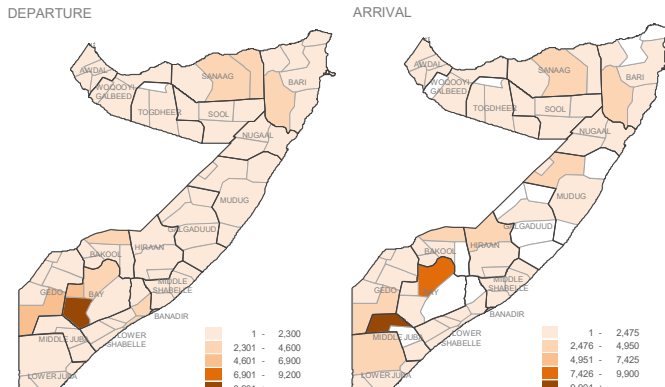 DEPARTURE
AWDAL
WOQOOYI
GALBEED
TOGDHEER
SANAAG
SOOL
BARI
NUGAAL
MUDUG
GALGADUUD
HIRAAN
BAKOOL
GEDO
BAY
MIDDLE
SHABELLE
BANADIR
LOWER
SHABELLE
MIDDLE JUBA
LOWER JUBA
1 - 2,300
2,301 - 4,600
4,601 - 6,900
6,901 - 9,200
ARRIVAL
AWDAL
WOQOOYI
GALBEED
TOGDHEER
SANAAG
SOOL
BARI
NUGAAL
MUDUG
GALGADUUD
HIRAAN
BAKOOL
GEDO
BAY
MIDDLE
SHABELLE
BANADIR
LOWER
SHABELLE
MIDDLE JUBA
LOWER JUBA
1 - 2,475
2,476 - 4,950
4,951 - 7,425
7,426 - 9,900